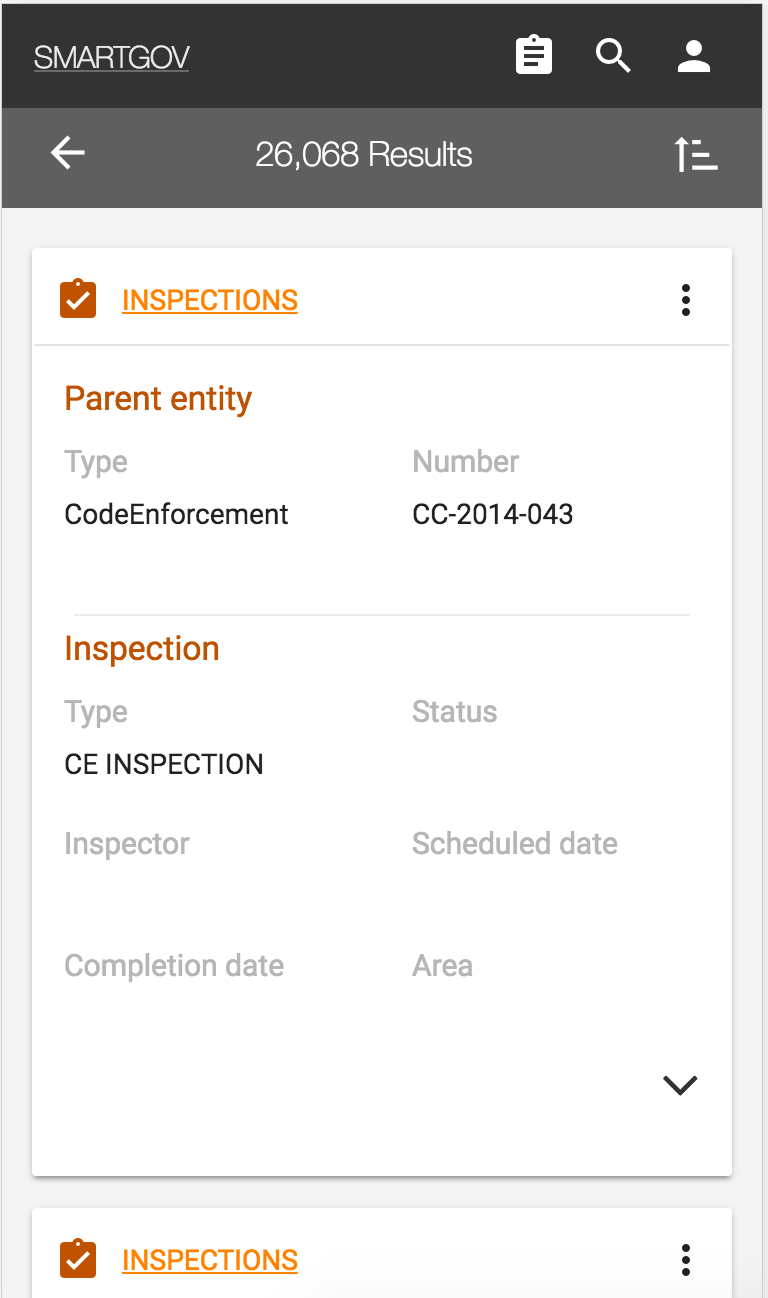 SMARTGOV
26,068 Results
INSPECTIONS
Parent entity
Type Number
CodeEnforcement CC-2014-043
Inspection
Type Status
CE INSPECTION
Inspector Scheduled date
Completion date Area
INSPECTIONS